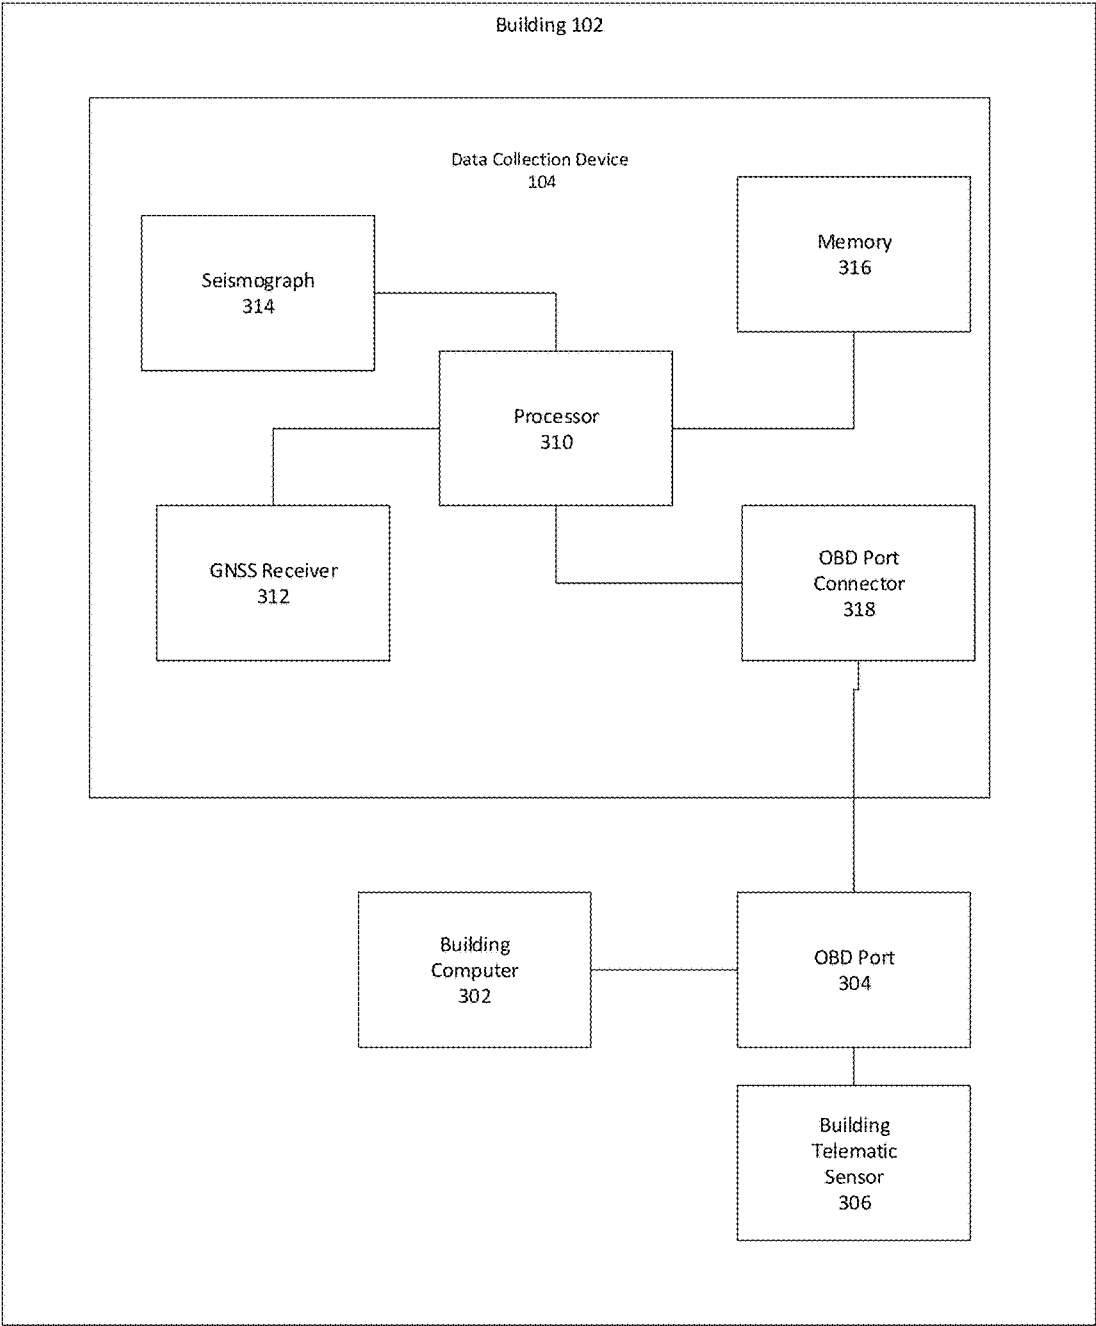 Building 102
Data Collection Device
104
Memory
316
Seismograph
314
Processor
310
GNSS Receiver
312
OBD Port
Connector
318
Building
Computer
302
OBD Port
304
Building
Telematic
Sensor
306